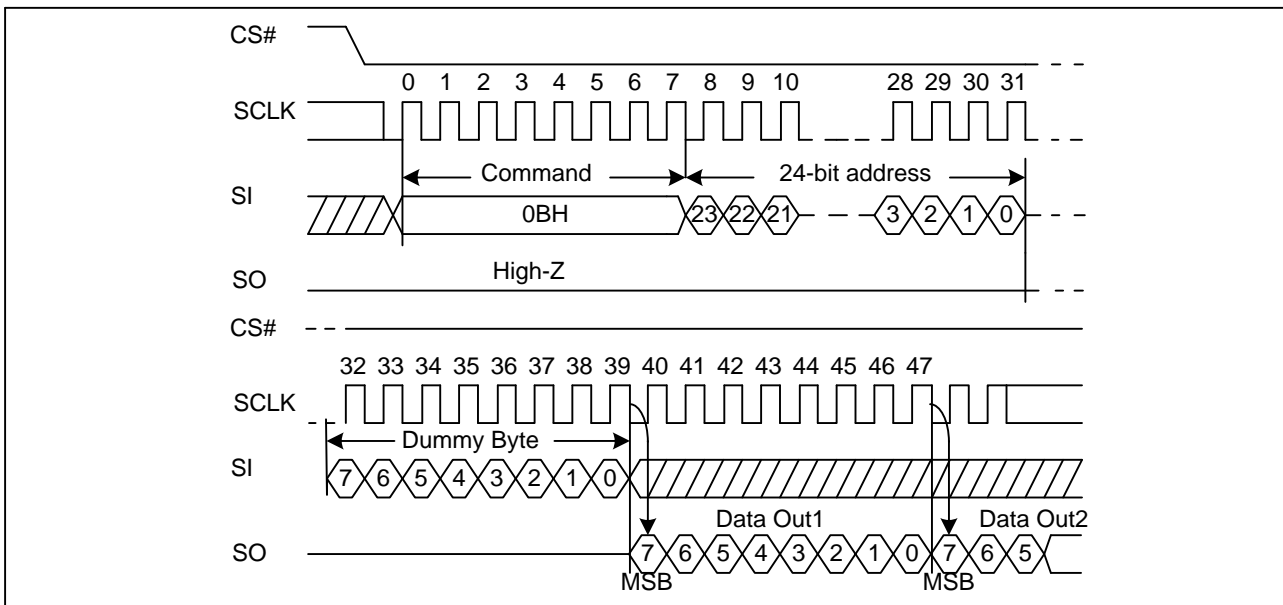 CS#
0 1 2 3 4 5 6 7 8 9 10 28 29 30 31
SCLK
Command 24-bit address
SI
0BH 23 22 21 3 2 1 0
High-Z
SO
CS#
32 33 34 35 36 37 38 39 40 41 42 43 44 45 46 47
SCLK
Dummy Byte
SI
7 6 5 4 3 2 1 0
Data Out1 Data Out2
SO
7 6 5 4 3 2 1 0 7 6 5
MSB MSB